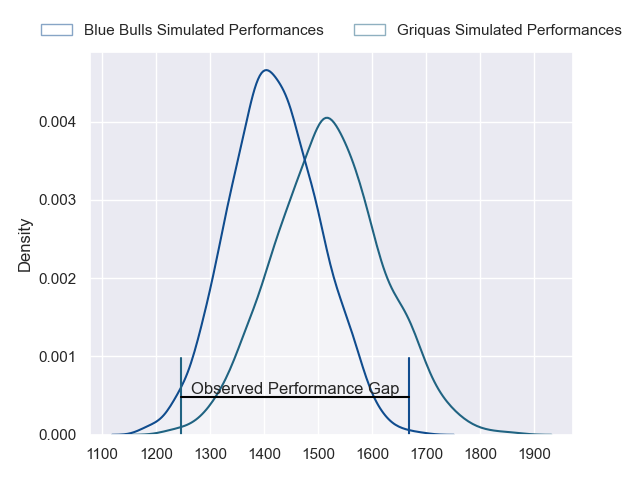 Blue Bulls Simulated Performances
Griquas Simulated Performances
0.004
0.003
0.002
0.001
0.000
Density
Observed Performance Gap
1100 1200 1300 1400 1500 1600 1700 1800 1900